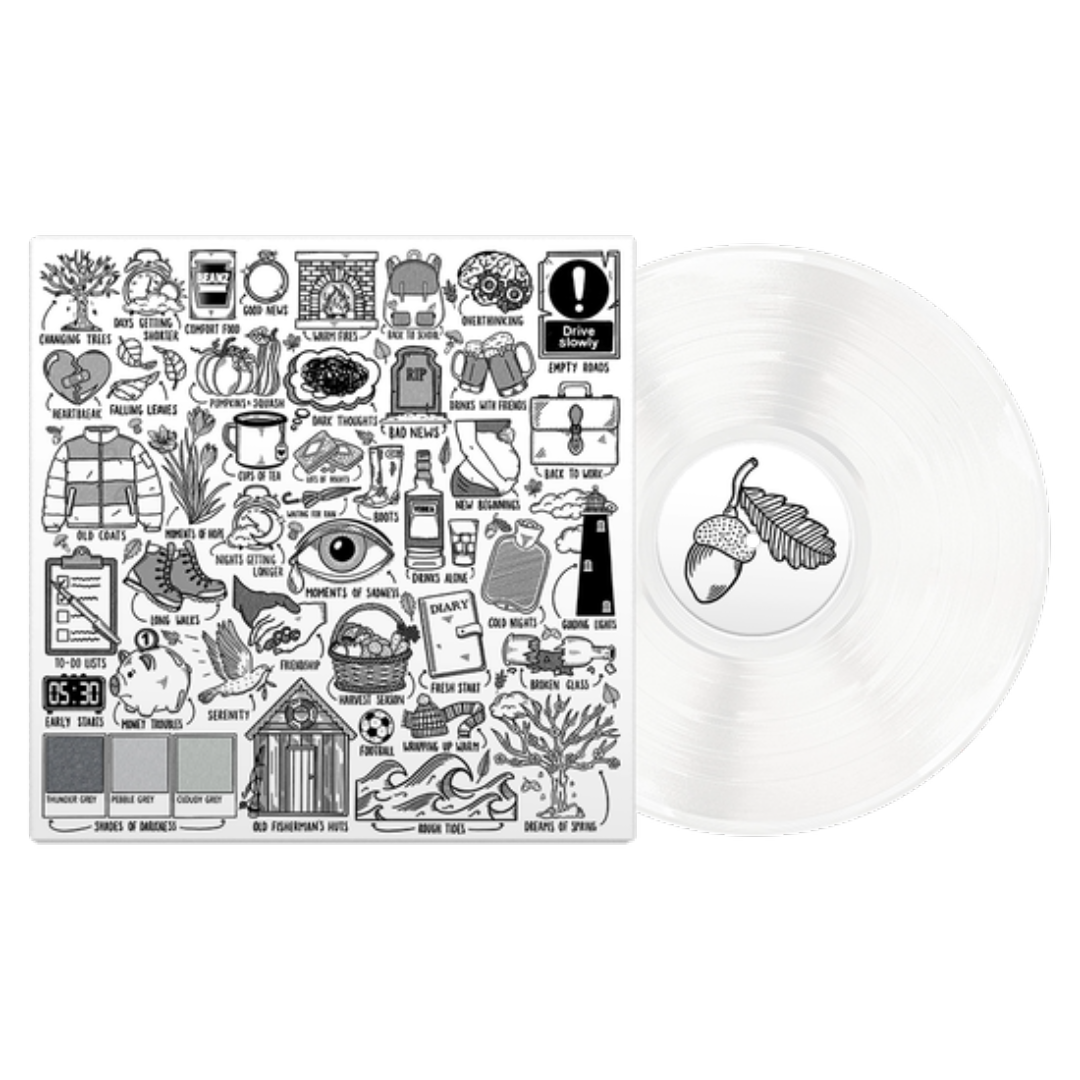 CHANGING TREES
DAYS GETTING
SHORTER
BEANZ
COMFORT FOOD
GOOD NEWS
WARM FIRES
BACK TO SCHOOL
OVERTHINKING
Drive
slowly
EMPTY ROADS
HEARTBREAK
FALLING LEAVES
PUMPKINS + SQUASH
DARK THOUGHTS
RIP
BAD NEWS
DRINKS WITH FRIENDS
BACK TO WORK
OLD COATS
MOMENTS OF HOPE
CUPS OF TEA
LOTS OF
WAITING FOR RAIN
BOOTS
VODKA
NEW BEGINNINGS
NIGHTS GETTING
LONGER
MOMENTS OF SADNESS
DRINKS ALONE
COLD NIGHTS
GUIDING LIGHTS
TO-DO LISTS
LONG WALKS
FRIENDSHIP
DIARY
FRESH START
BROKEN GLASS
05:30
EARLY STARTS
1
MONEY TROUBLES
SERENITY
HARVEST SEASON
FOOTBALL
WRAPPING UP WARM
THUNDER GREY
PEBBLE GREY
CLOUDY GREY
SHADES OF DARKNESS
OLD FISHERMAN'S HUTS
ROUGH TIDES
DREAMS OF SPRING